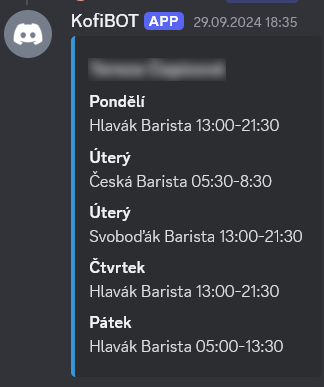 KofiBOT APP 29.09.2024 18:35
Pondělí
Hlavák Barista 13:00-21:30
Úterý
Česká Barista 05:30-8:30
Úterý
Svoboďák Barista 13:00-21:30
Čtvrtek
Hlavák Barista 13:00-21:30
Pátek
Hlavák Barista 05:00-13:30